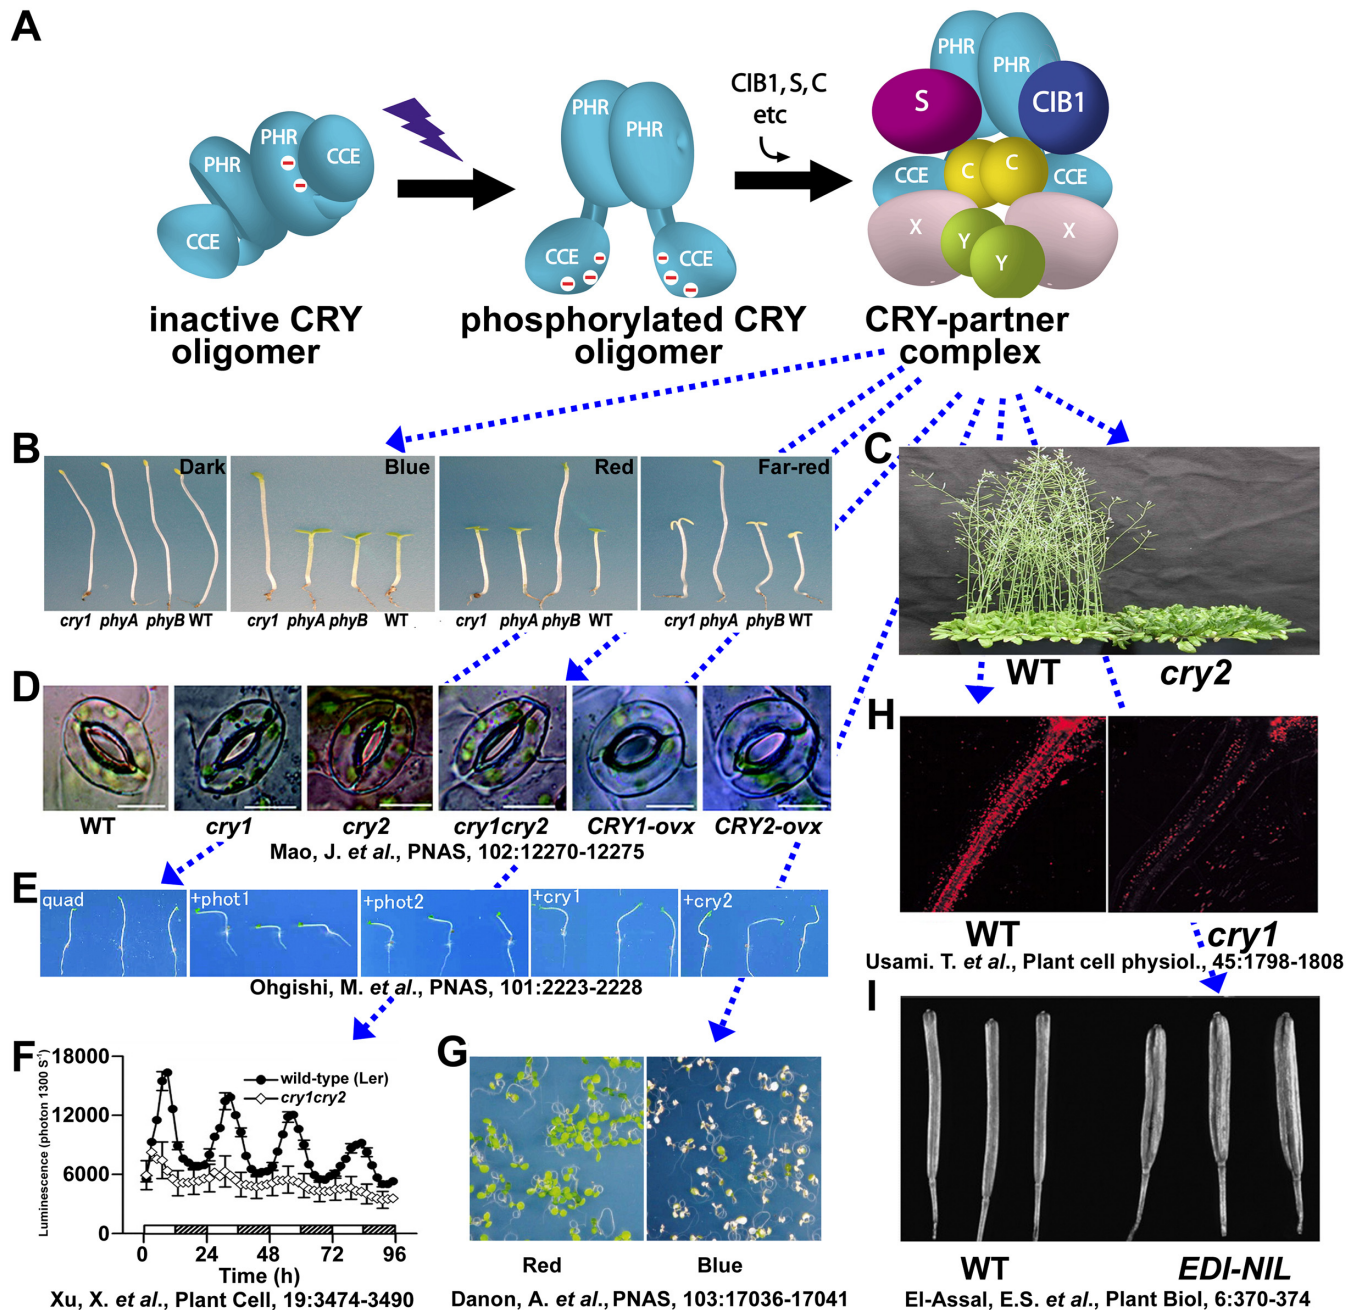 A
PHR
PHR
CCE
CCE
PHR
PHR
CCE
CCE
CIB1, S, C
etc
PHR
PHR
S
CIB1
CCE
C
C
CCE
X
X
Y
Y
inactive CRY
oligomer
phosphorylated CRY
oligomer
CRY-partner
complex
B
Dark
Blue
Red
Far-red
cry1 phyA phyB WT
cry1 phyA phyB WT
cry1 phyA phyB WT
cry1 phyA phyB WT
C
WT
cry2
D
WT
cry1
cry2
cry1cry2
CRY1-ovx
CRY2-ovx
Mao, J. et al., PNAS, 102:12270-12275
E
quad
+phot1
+phot2
+cry1
+cry2
Ohgishi, M. et al., PNAS, 101:2223-2228
F
Luminescence (photon 1300 S⁻¹)
18000
12000
6000
0
wild-type (Ler)
cry1cry2
0
24
48
72
96
Time (h)
Xu, X. et al., Plant Cell, 19:3474-3490
G
Red
Blue
Danon, A. et al., PNAS, 103:17036-17041
H
WT
cry1
Usami. T. et al., Plant cell physiol., 45:1798-1808
I
WT
EDI-NIL
El-Assal, E.S. et al., Plant Biol, 6:370-374